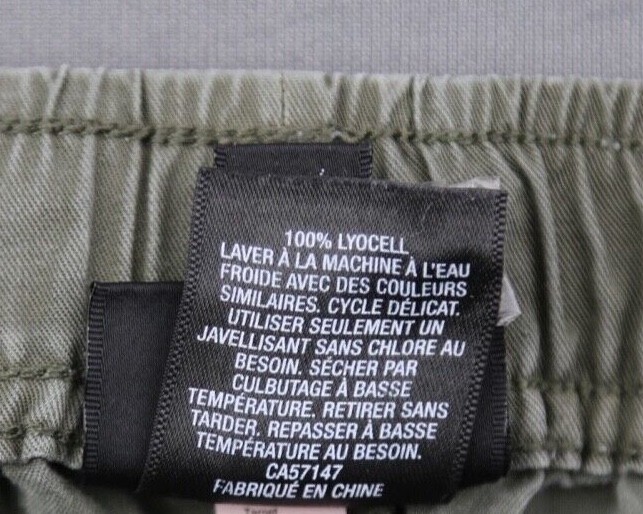 100% LYOCELL
LAVER À LA MACHINE À L'EAU
FROIDE AVEC DES COULEURS
SIMILAIRES. CYCLE DÉLICAT.
UTILISER SEULEMENT UN
JAVELLISANT SANS CHLORE AU
BESOIN. SÉCHER PAR
CULBUTAGE À BASSE
TEMPÉRATURE. RETIRER SANS
TARDER. REPASSER À BASSE
TEMPÉRATURE AU BESOIN.
CA57147
FABRIQUÉ EN CHINE
Target